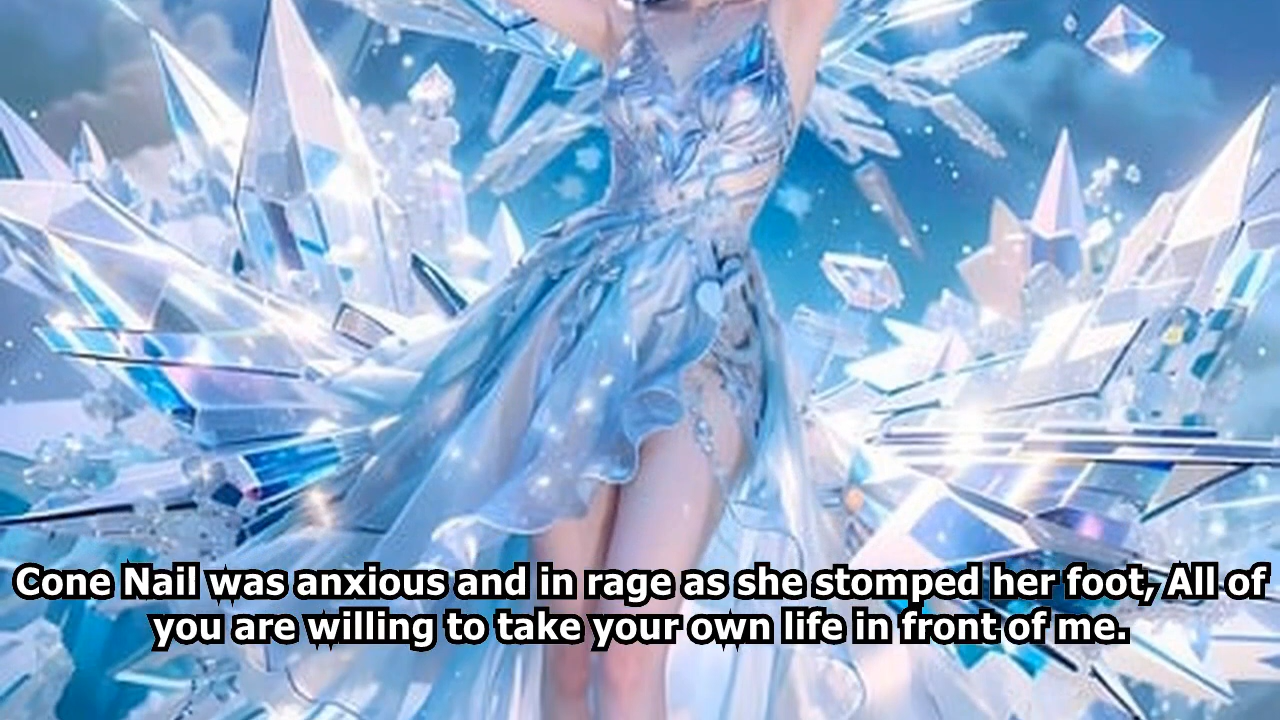 Cone Nail was anxious and in rage as she stomped her foot, All of
you are willing to take your own life in front of me.